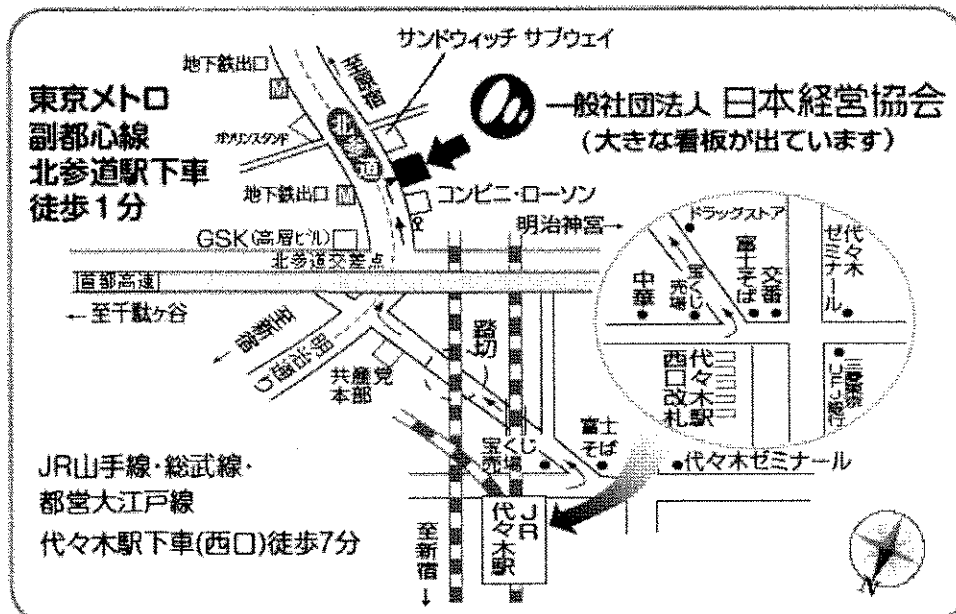 サンドウィッチ サブウェイ
地下鉄出口
M
至原宿
東京メトロ
副都心線
北参道駅下車
徒歩1分
一般社団法人 日本経営協会
(大きな看板が出ています)
ガソリンスタンド
北参道
地下鉄出口
M
コンビニ・ローソン
GSK(高層ビル)
北参道交差点
明治神宮→
首都高速
←至千駄ヶ谷
至新宿
明治通り
共産党
本部
踏切
ドラッグストア
中華
宝くじ
売場
富士そば
交番
代々木
ゼミナール
代々木駅
西口改札
三菱東京
UFJ銀行
宝くじ
売場
富士
そば
代々木ゼミナール
JR山手線・総武線・
都営大江戸線
代々木駅下車(西口)徒歩7分
JR
代々木駅
至新宿
↓
N